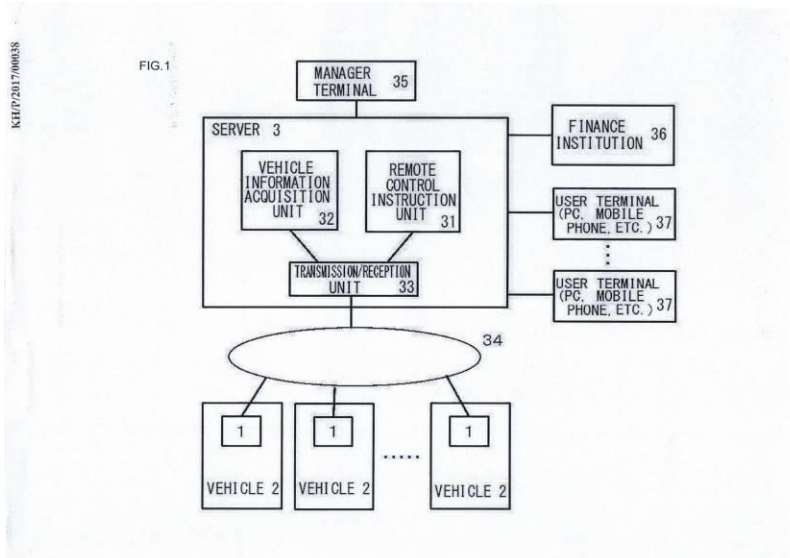 KH/P/2017/00038
FIG.1
MANAGER
TERMINAL 35
SERVER 3
FINANCE
INSTITUTION 36
VEHICLE
INFORMATION
ACQUISITION
UNIT
32
REMOTE
CONTROL
INSTRUCTION
UNIT
31
USER TERMINAL
(PC, MOBILE
PHONE, ETC.) 37
TRANSMISSION/RECEPTION
UNIT 33
USER TERMINAL
(PC, MOBILE
PHONE, ETC.) 37
34
1
1
1
VEHICLE 2
VEHICLE 2
VEHICLE 2